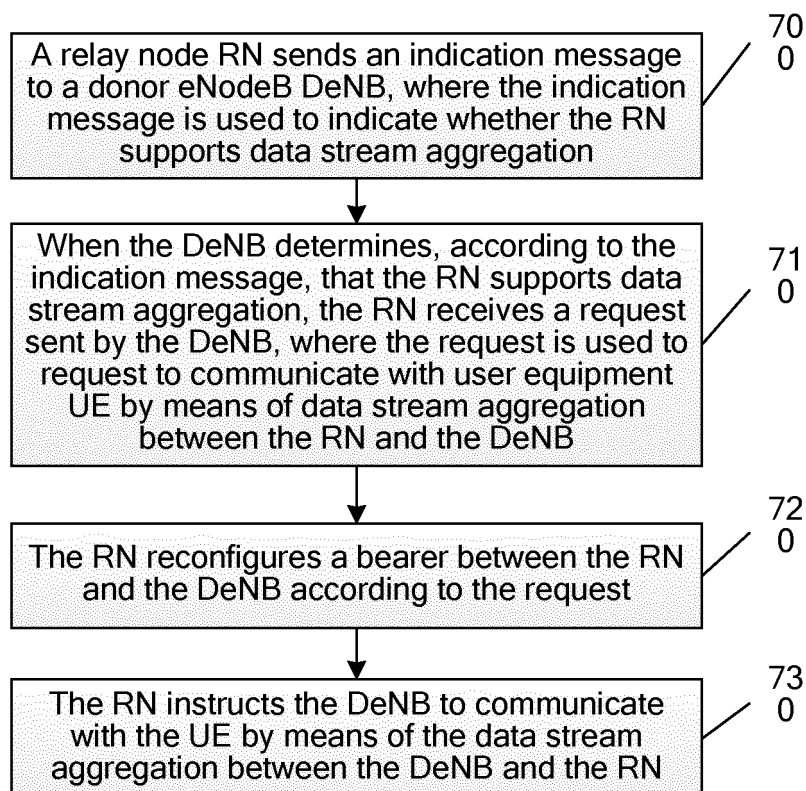 A relay node RN sends an indication message
to a donor eNodeB DeNB, where the indication
message is used to indicate whether the RN
supports data stream aggregation
70
0
When the DeNB determines, according to the
indication message, that the RN supports data
stream aggregation, the RN receives a request
sent by the DeNB, where the request is used to
request to communicate with user equipment
UE by means of data stream aggregation
between the RN and the DeNB
71
0
The RN reconfigures a bearer between the RN
and the DeNB according to the request
72
0
The RN instructs the DeNB to communicate
with the UE by means of the data stream
aggregation between the DeNB and the RN
73
0